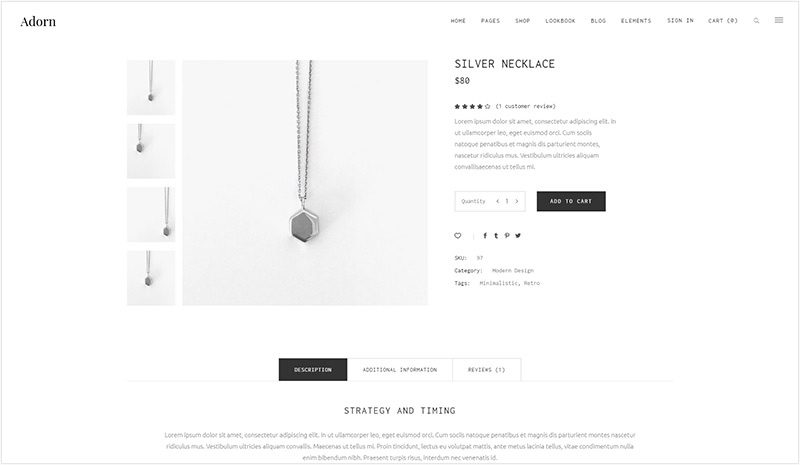 Adorn
HOME PAGES SHOP LOOKBOOK BLOG ELEMENTS SIGN IN CART (0)
SILVER NECKLACE
$80
(1 customer review)
Lorem ipsum dolor sit amet, consectetur adipiscing elit. In
ut ullamcorper leo, eget euismod orci. Cum sociis
natoque penatibus et magnis dis parturient montes,
nascetur ridiculus mus. Vestibulum ultricies aliquam
convalliuaecenas ut tellus mi.
Quantity < 1 > ADD TO CART
SKU: 97
Category: Modern Design
Tags: Minimalistic, Retro
DESCRIPTION ADDITIONAL INFORMATION REVIEWS (1)
STRATEGY AND TIMING
Lorem ipsum dolor sit amet, consectetur adipiscing elit. In ut ullamcorper leo, eget euismod orci. Cum sociis natoque penatibus et magnis dis parturient montes nascetur
ridiculus mus. Vestibulum ultricies aliquam convallis. Maecenas ut tellus mi. Proin tincidunt, lectus eu volutpat mattis, ante metus lacinia tellus, vitae condimentum nulla
enim bibendum nibh. Praesent turpis risus, interdum nec venenatis id.